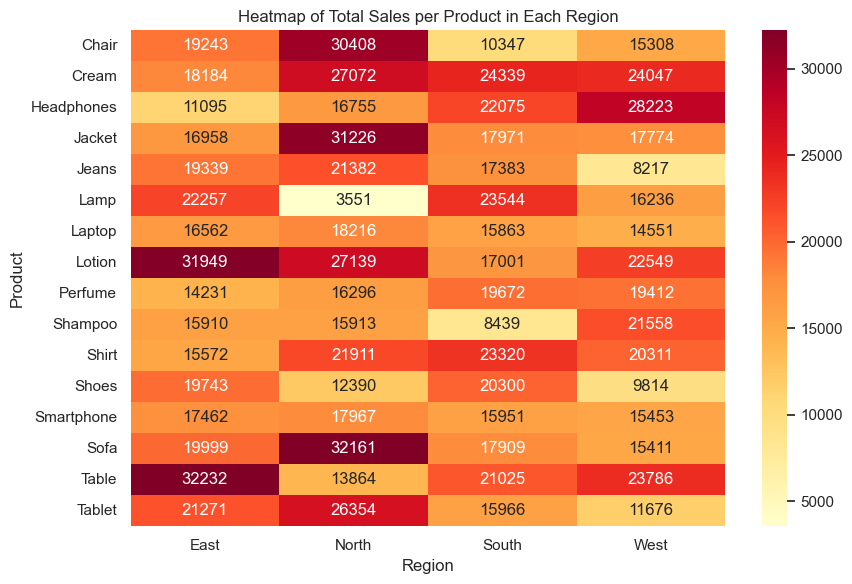 Heatmap of Total Sales per Product in Each Region
Product
Chair 19243 30408 10347 15308
Cream 18184 27072 24339 24047
Headphones 11095 16755 22075 28223
Jacket 16958 31226 17971 17774
Jeans 19339 21382 17383 8217
Lamp 22257 3551 23544 16236
Laptop 16562 18216 15863 14551
Lotion 31949 27139 17001 22549
Perfume 14231 16296 19672 19412
Shampoo 15910 15913 8439 21558
Shirt 15572 21911 23320 20311
Shoes 19743 12390 20300 9814
Smartphone 17462 17967 15951 15453
Sofa 19999 32161 17909 15411
Table 32232 13864 21025 23786
Tablet 21271 26354 15966 11676
East North South West
Region
30000
25000
20000
15000
10000
5000